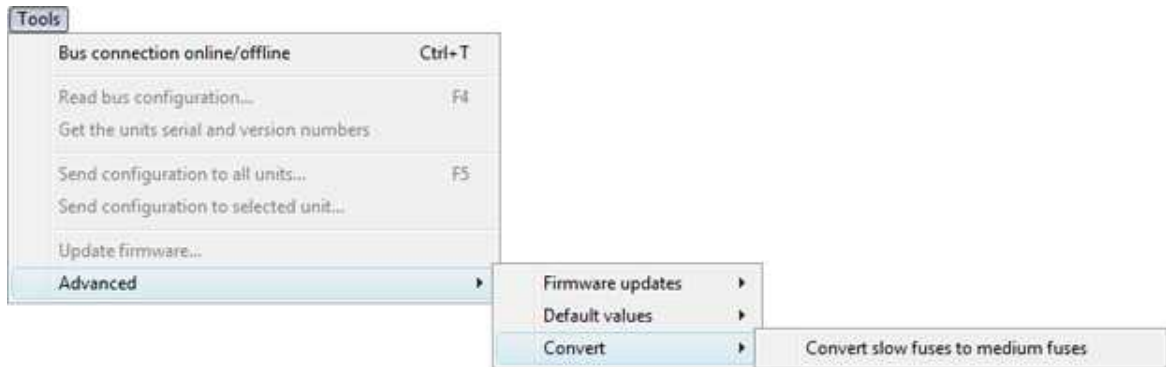 Tools
Bus connection online/offline Ctrl+T
Read bus configuration... F4
Get the units serial and version numbers
Send configuration to all units... F5
Send configuration to selected unit...
Update firmware...
Advanced
Firmware updates
Default values
Convert
Convert slow fuses to medium fuses